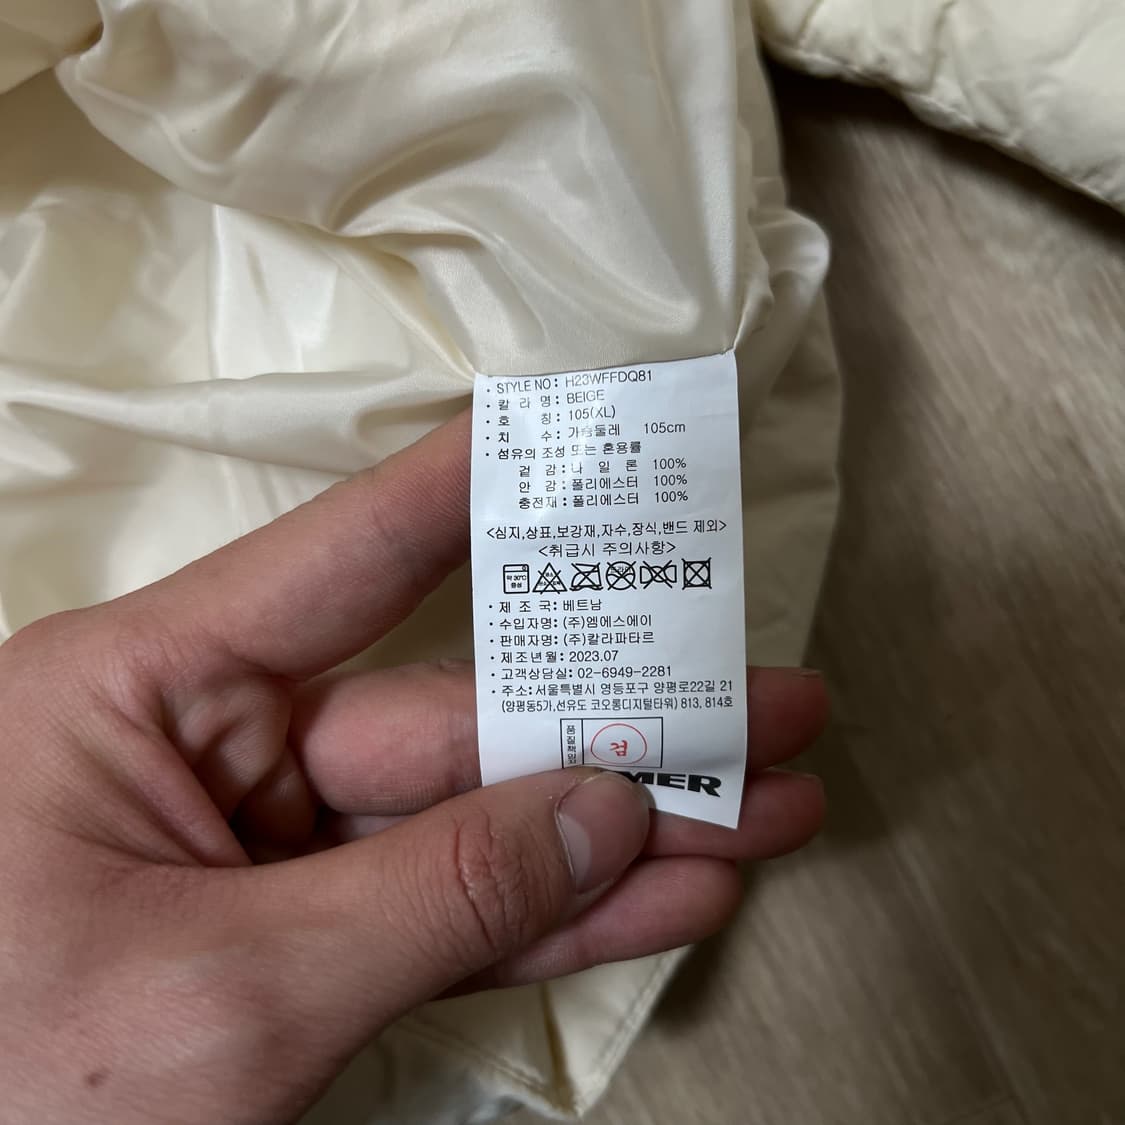 · STYLE NO : H23WFFDQ81
· 칼 라 명 : BEIGE
· 호 칭 : 105(XL)
· 치 수 : 가슴둘레 105cm
· 섬유의 조성 또는 혼용률
겉 감 : 나 일 론 100%
안 감 : 폴리에스터 100%
충전재 : 폴리에스터 100%
<심지,상표,보강재,자수,장식,밴드 제외>
<취급시 주의사항>
약 30℃
중성
· 제 조 국 : 베트남
· 수입자명 : (주)엠에스에이
· 판매자명 : (주)칼라파타르
· 제조년월 : 2023.07
· 고객상담실 : 02-6949-2281
· 주소 : 서울특별시 영등포구 양평로22길 21
(양평동5가,선유도 코오롱디지털타워) 813, 814호
품질책임
검
MER